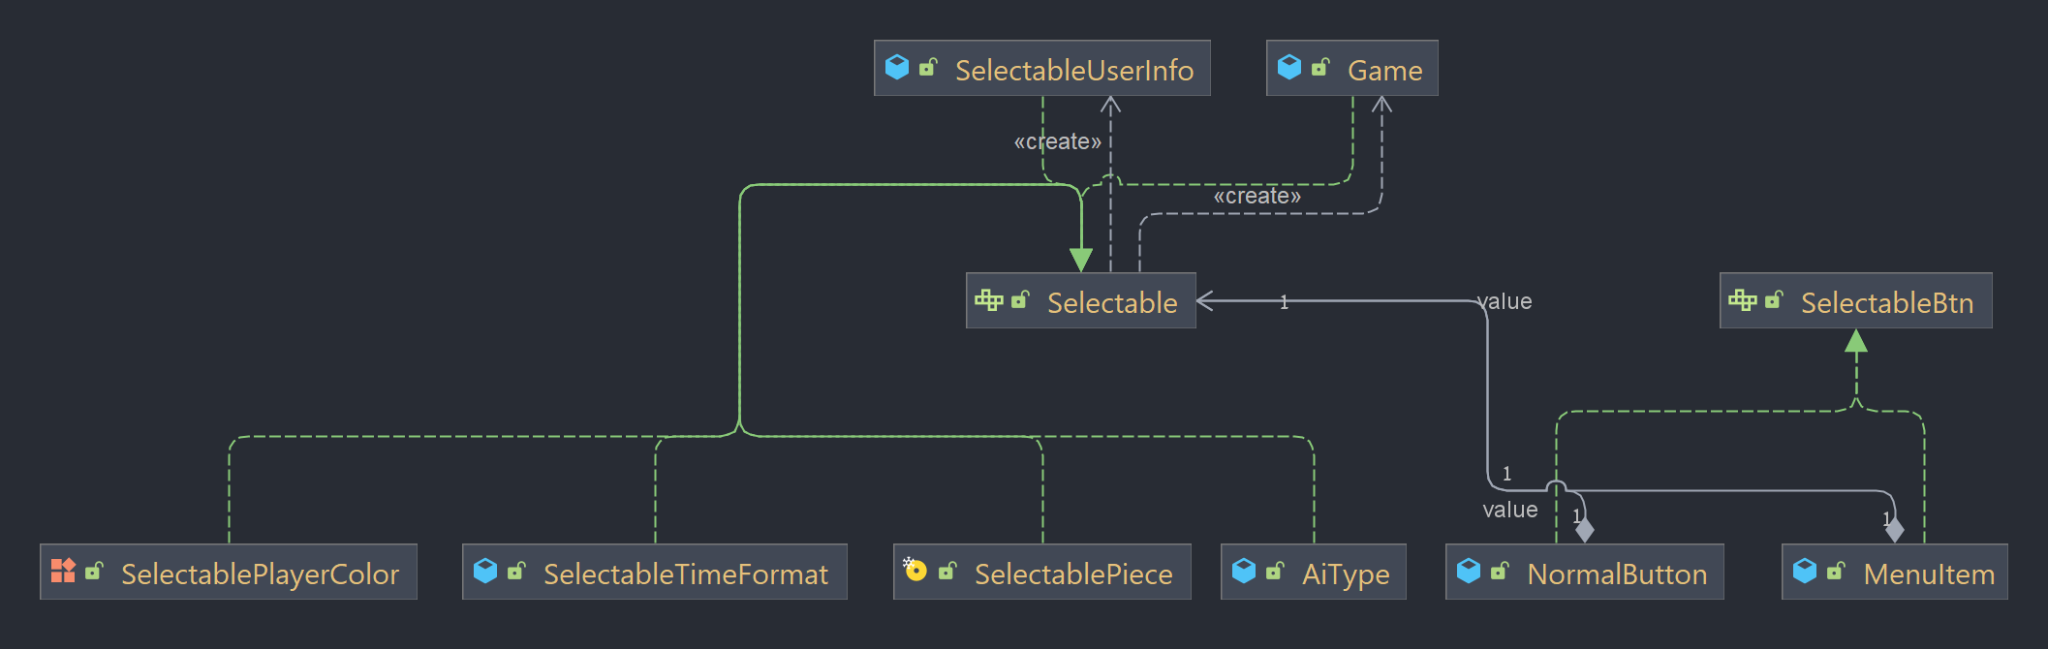 SelectableUserInfo
Game
«create»
«create»
Selectable
1
value
SelectableBtn
1
value
1
1
SelectablePlayerColor
SelectableTimeFormat
SelectablePiece
AiType
NormalButton
MenuItem